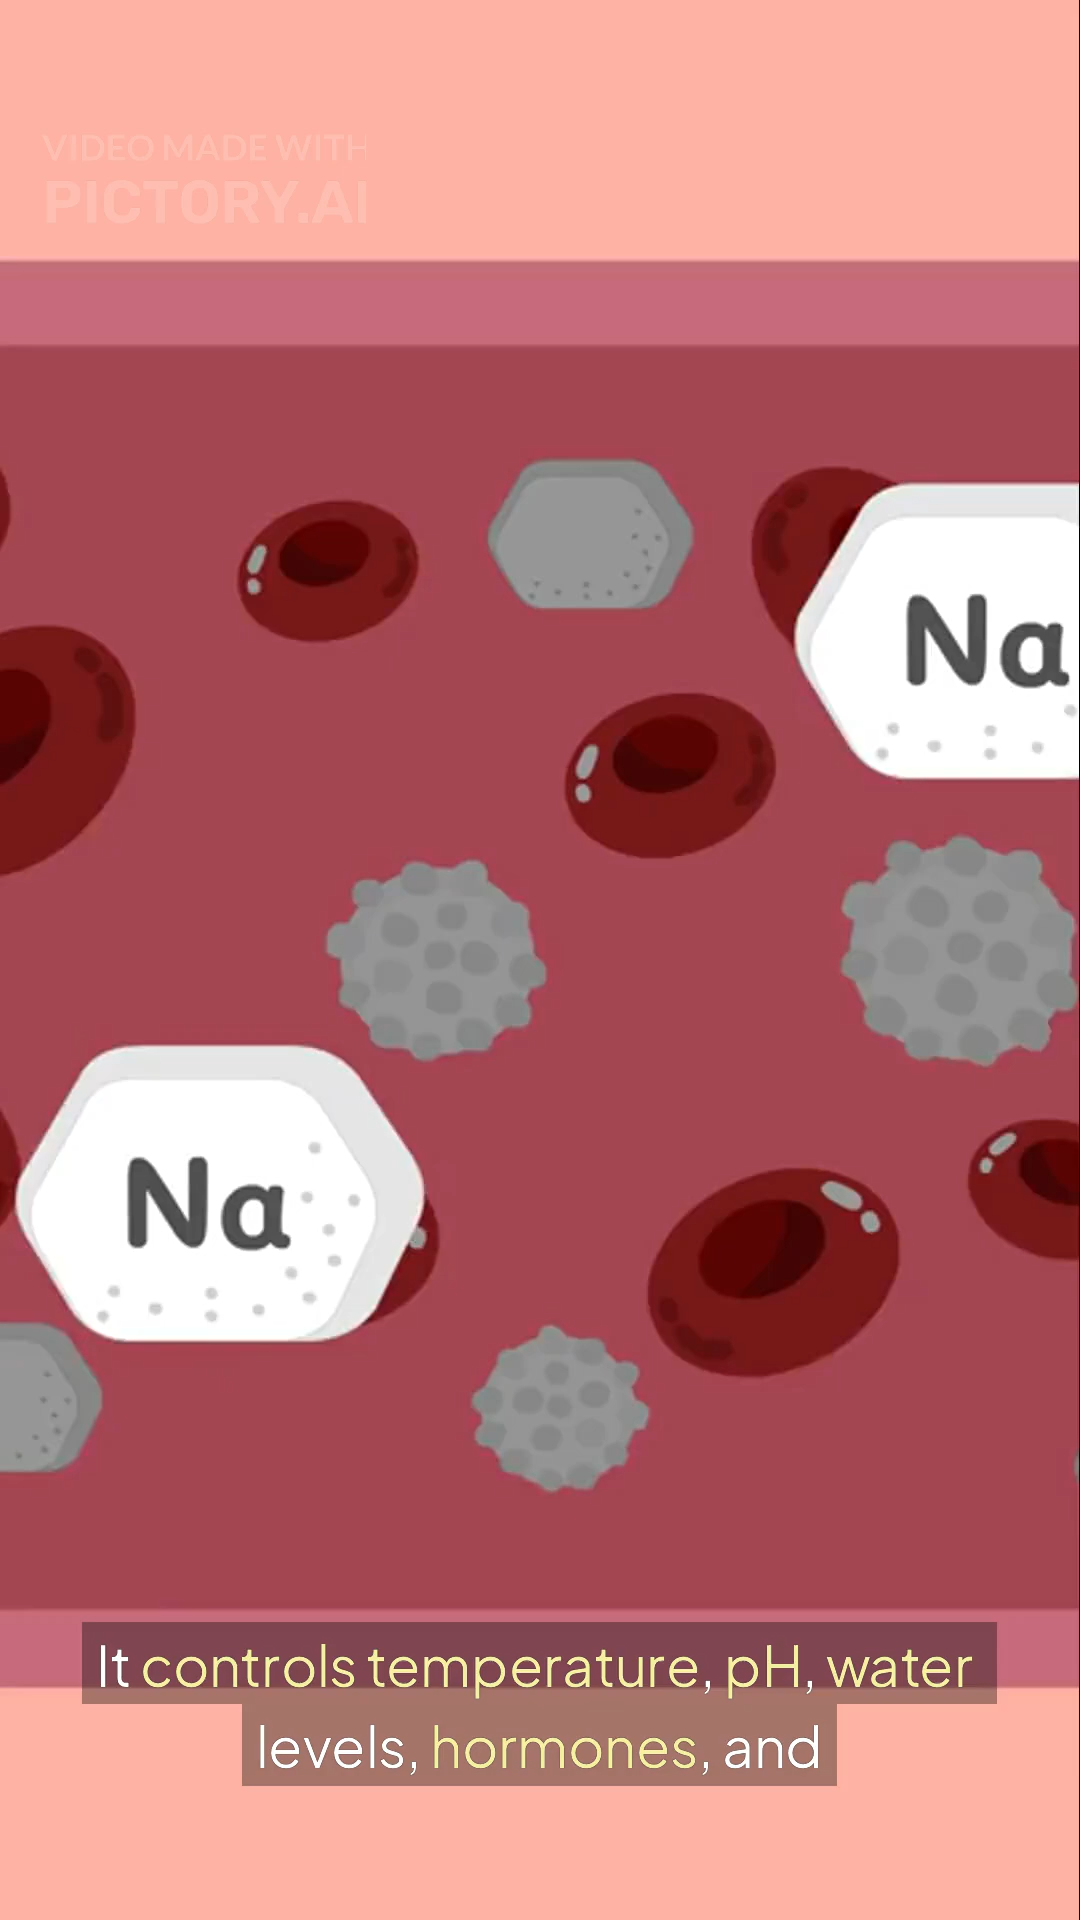 VIDEO MADE WITH
PICTORY.AI
Na
Na
It controls temperature, pH, water
levels, hormones, and